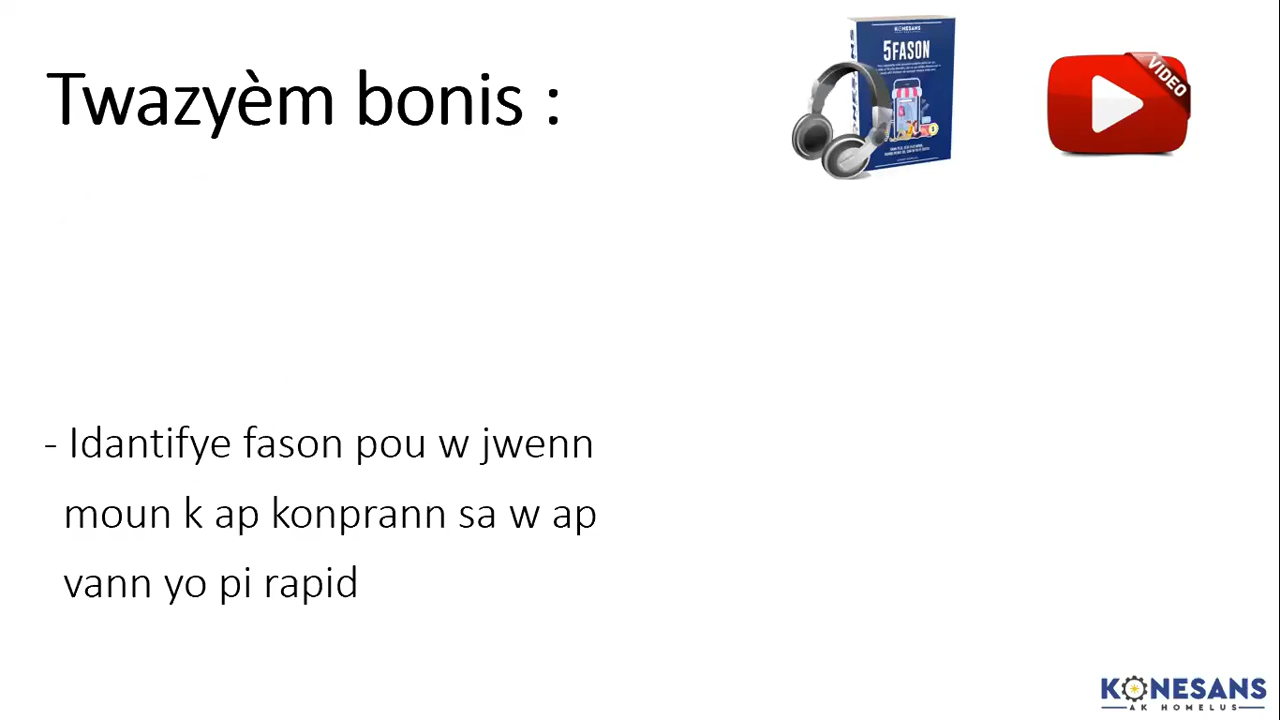 Twazyèm bonis :
KONESANS
5FASON
VIDEO
- Idantifye fason pou w jwenn
moun k ap konprann sa w ap
vann yo pi rapid
KONESANS
AK HOMELUS